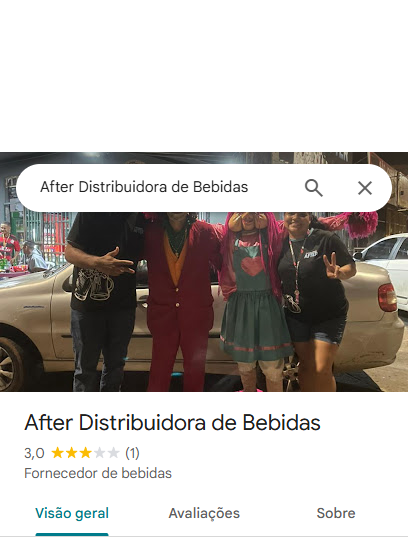 After Distribuidora de Bebidas
After Distribuidora de Bebidas
3,0 (1)
Fornecedor de bebidas
Visão geral Avaliações Sobre